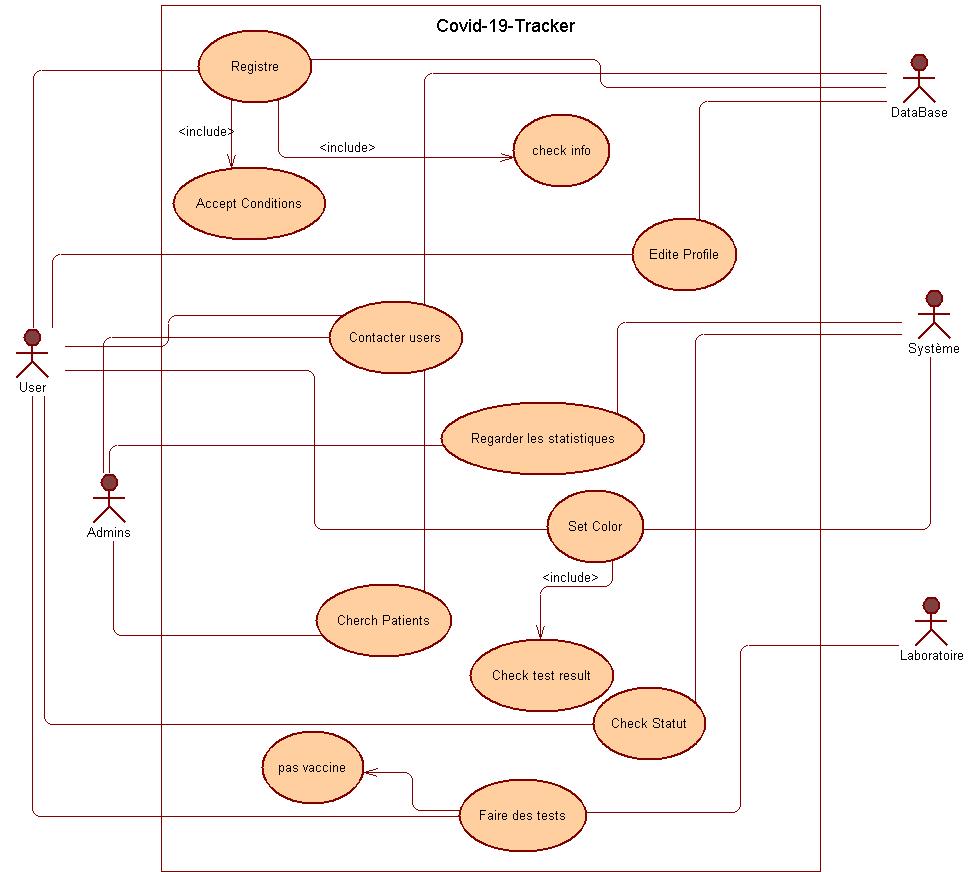 Covid-19-Tracker
Registre
DataBase
<include>
<include>
check info
Accept Conditions
Edite Profile
Contacter users
Système
User
Regarder les statistiques
Set Color
Admins
<include>
Cherch Patients
Laboratoire
Check test result
Check Statut
pas vaccine
Faire des tests